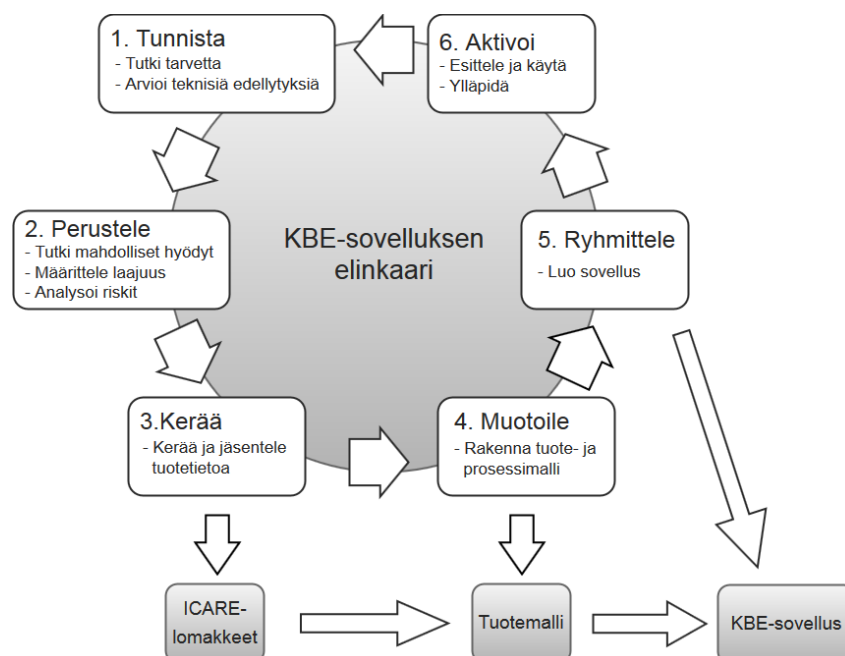 1. Tunnista
- Tutki tarvetta
- Arvioi teknisiä edellytyksiä
6. Aktivoi
- Esittele ja käytä
- Ylläpidä
2. Perustele
- Tutki mahdolliset hyödyt
- Määrittele laajuus
- Analysoi riskit
KBE-sovelluksen
elinkaari
5. Ryhmittele
- Luo sovellus
3.Kerää
- Kerää ja jäsentele
tuotetietoa
4. Muotoile
- Rakenna tuote- ja
prosessimalli
ICARE-
lomakkeet
Tuotemalli
KBE-sovellus